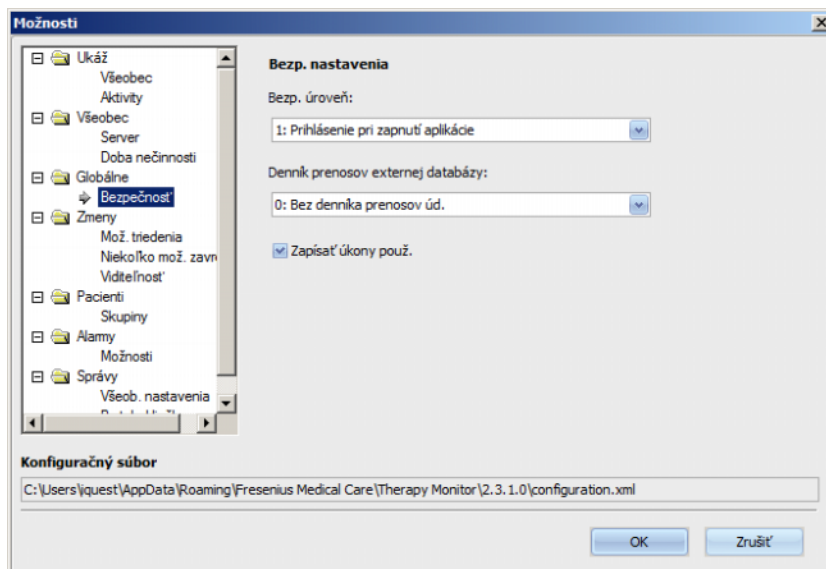 Možnosti
Ukáž
Všeobec
Aktivity
Všeobec
Server
Doba nečinnosti
Globálne
Bezpečnosť
Zmeny
Mož. triedenia
Niekoľko mož. zavr
Viditeľnosť
Pacienti
Skupiny
Alarmy
Možnosti
Správy
Všeob. nastavenia
Bezp. nastavenia
Bezp. úroveň:
1: Prihlásenie pri zapnutí aplikácie
Denník prenosov externej databázy:
0: Bez denníka prenosov úd.
Zapísať úkony použ.
Konfiguračný súbor
C:\Users\iquest\AppData\Roaming\Fresenius Medical Care\Therapy Monitor\2.3.1.0\configuration.xml
OK
Zrušiť